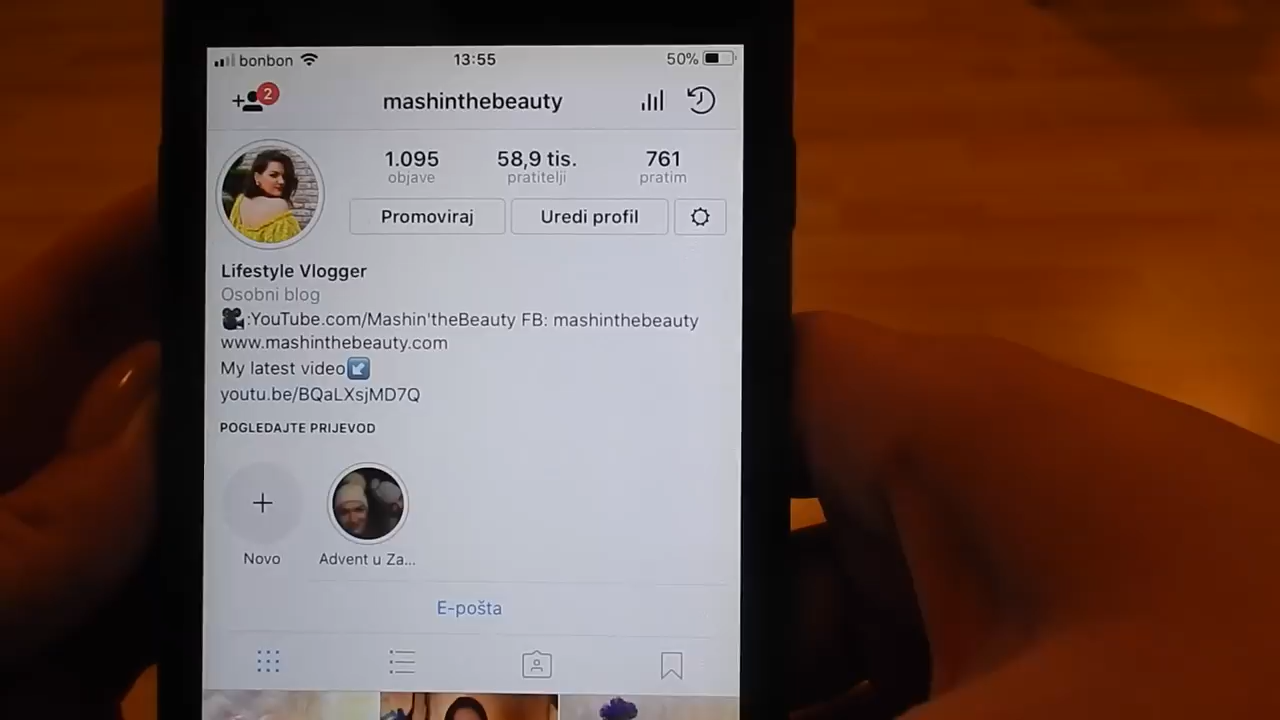 bonbon 13:55 50%
2 mashinthebeauty
1.095 58,9 tis. 761
objave pratitelji pratim
Promoviraj Uredi profil
Lifestyle Vlogger
Osobni blog
:YouTube.com/Mashin'theBeauty FB: mashinthebeauty
www.mashinthebeauty.com
My latest video
youtu.be/BQaLXsjMD7Q
POGLEDAJTE PRIJEVOD
Novo Advent u Za...
E-pošta